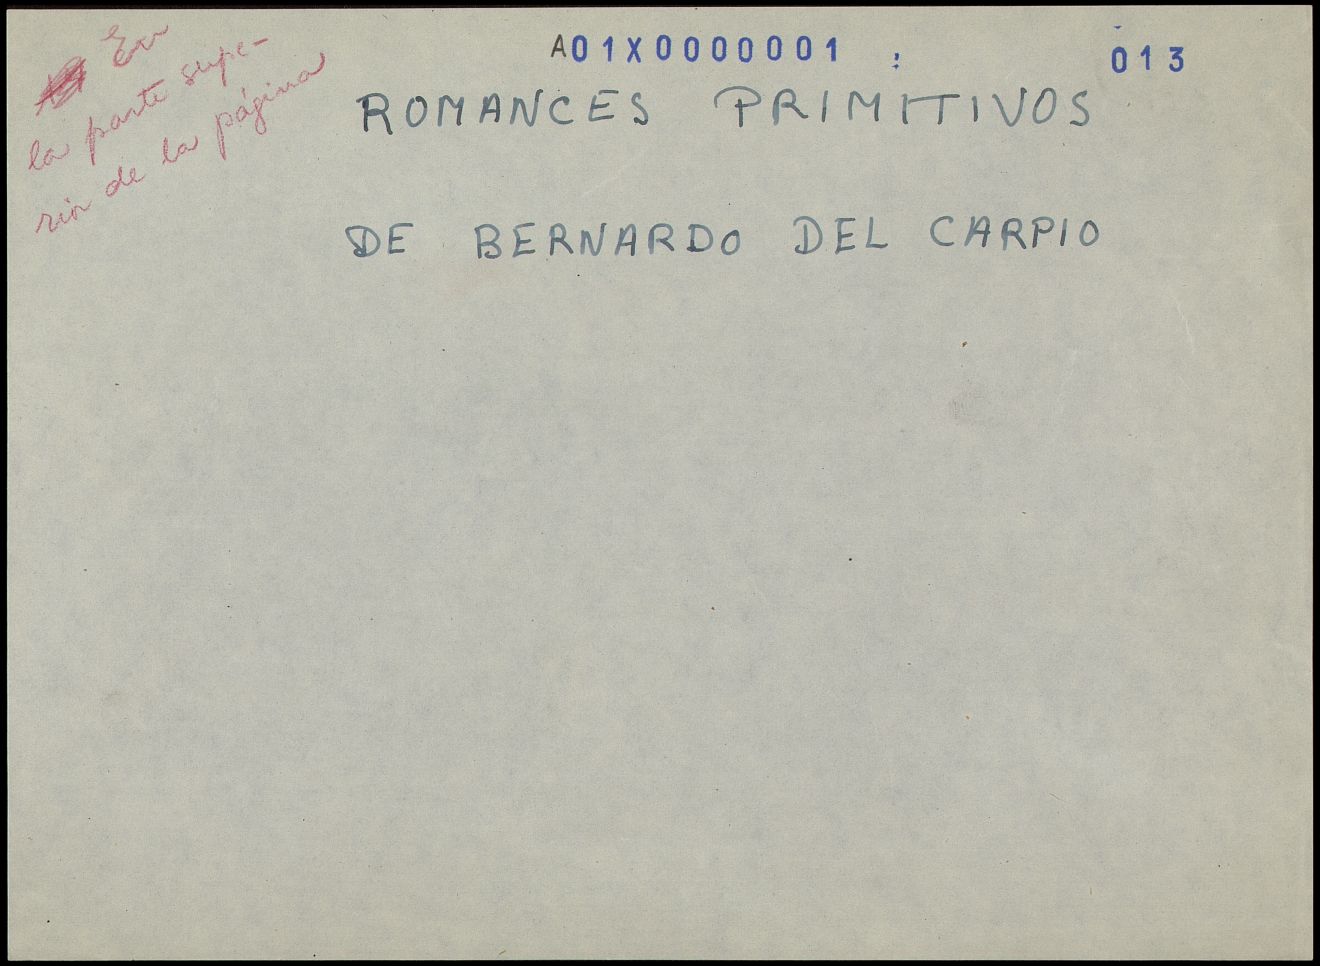 A01X0000001 : 013
En
la parte supe-
rior de la página
ROMANCES PRIMITIVOS
DE BERNARDO DEL CARPIO